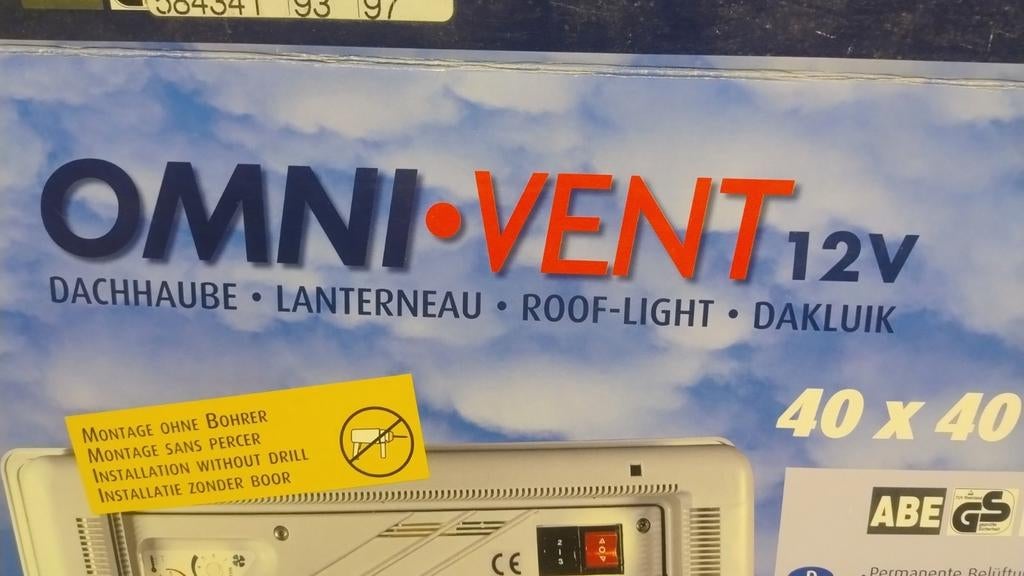 584341 93 97
OMNI•VENT 12V
DACHHAUBE • LANTERNEAU • ROOF-LIGHT • DAKLUIK
40 x 40
MONTAGE OHNE BOHRER
MONTAGE SANS PERCER
INSTALLATION WITHOUT DRILL
INSTALLATIE ZONDER BOOR
ABE
GS
CE
D
Permanente